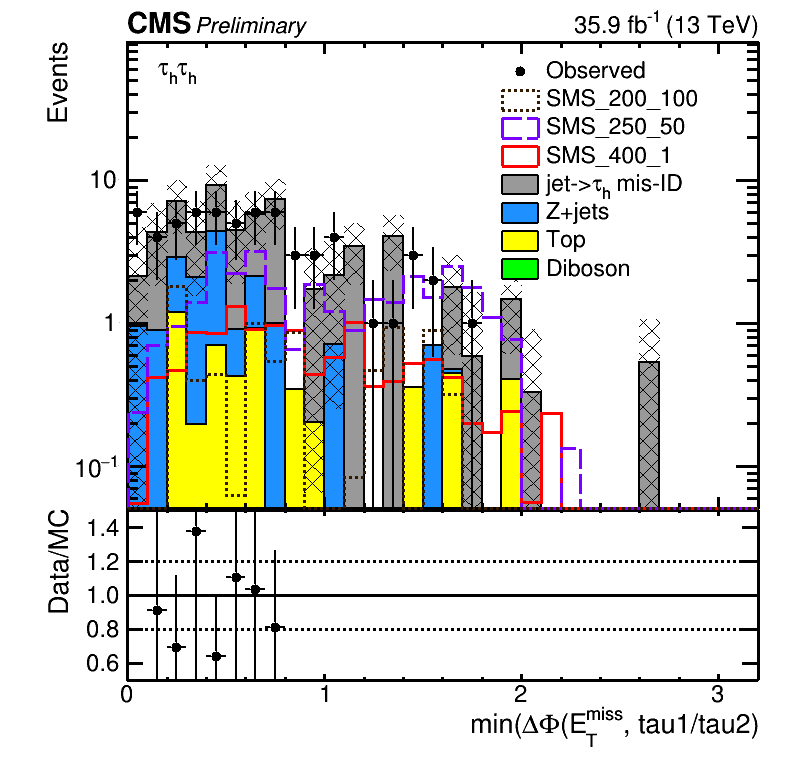 CMS Preliminary 35.9 fb⁻¹ (13 TeV)
Events
τhτh
Observed
SMS_200_100
SMS_250_50
SMS_400_1
jet->τh mis-ID
Z+jets
Top
Diboson
10
1
10⁻¹
Data/MC
1.4
1.2
1.0
0.8
0.6
0 1 2 3
min(ΔΦ(E_T^miss, tau1/tau2)